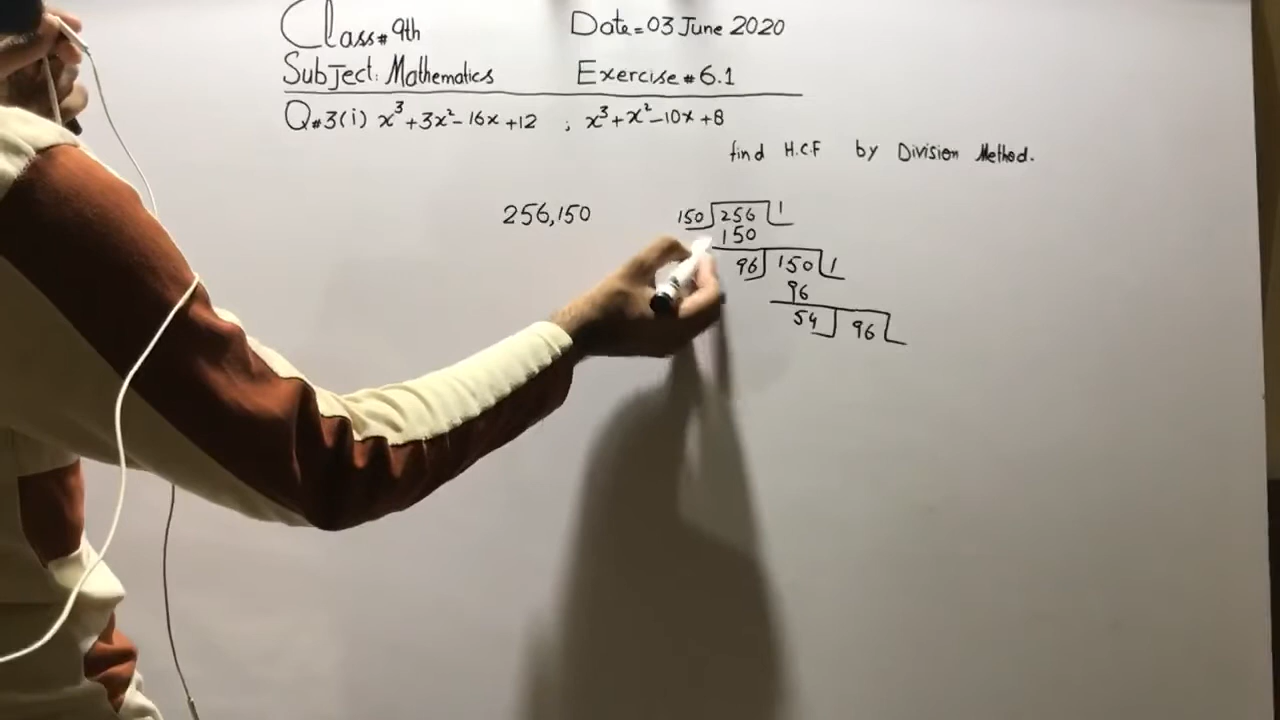 Class# 9th Date=03 June 2020
Subject: Mathematics Exercise#6.1
Q#3(i) x³+3x²-16x+12 ; x³+x²-10x+8
find H.C.F by Division Method.
256,150 150 256 1
150
96 150 1
96
54 96